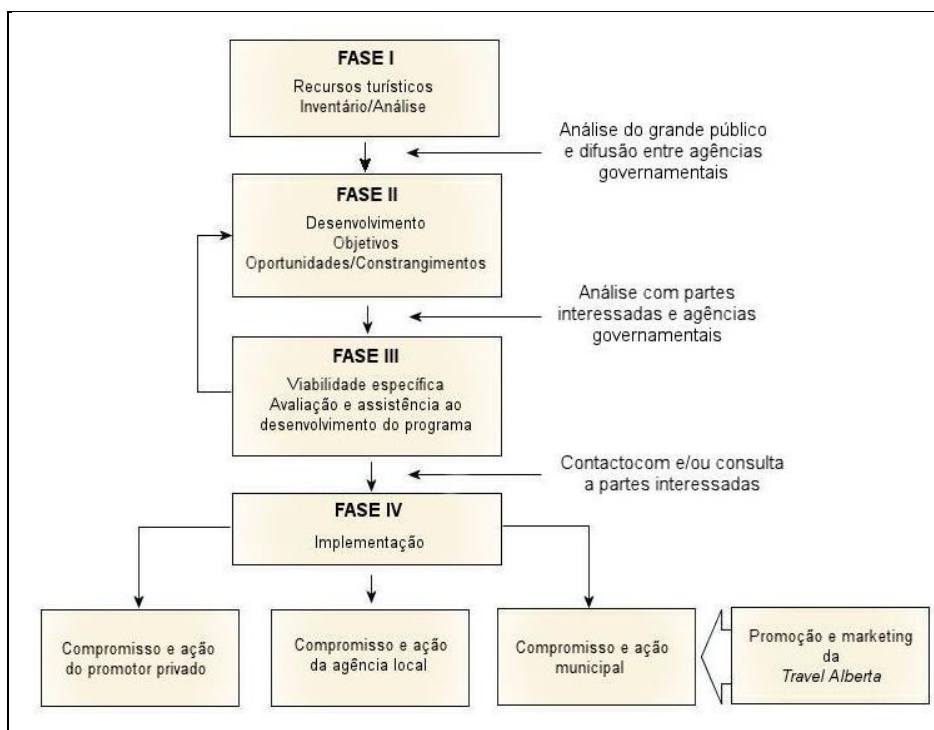 FASE I
Recursos turísticos
Inventário/Análise
Análise do grande público
e difusão entre agências
governamentais
FASE II
Desenvolvimento
Objetivos
Oportunidades/Constrangimentos
Análise com partes
interessadas e agências
governamentais
FASE III
Viabilidade específica
Avaliação e assistência ao
desenvolvimento do programa
Contactocom e/ou consulta
a partes interessadas
FASE IV
Implementação
Compromisso e ação
do promotor privado
Compromisso e ação
da agência local
Compromisso e ação
municipal
Promoção e marketing
da
Travel Alberta